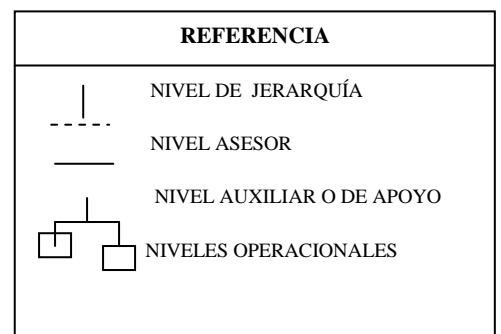 REFERENCIA
NIVEL DE JERARQUÍA
NIVEL ASESOR
NIVEL AUXILIAR O DE APOYO
NIVELES OPERACIONALES